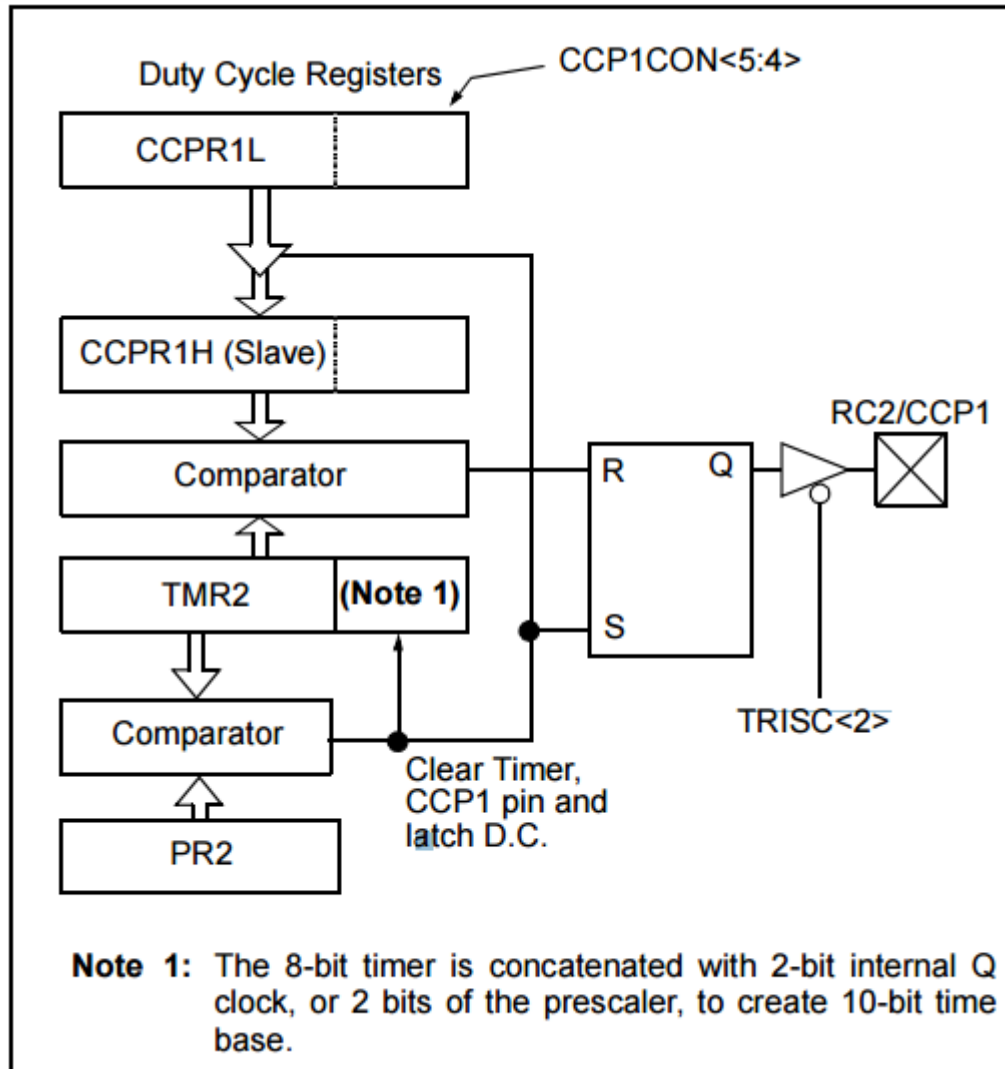 Duty Cycle Registers
CCP1CON<5:4>
CCPR1L
CCPR1H (Slave)
RC2/CCP1
Comparator
R
Q
TMR2
(Note 1)
S
TRISC<2>
Comparator
Clear Timer,
CCP1 pin and
latch D.C.
PR2
Note 1: The 8-bit timer is concatenated with 2-bit internal Q
clock, or 2 bits of the prescaler, to create 10-bit time
base.